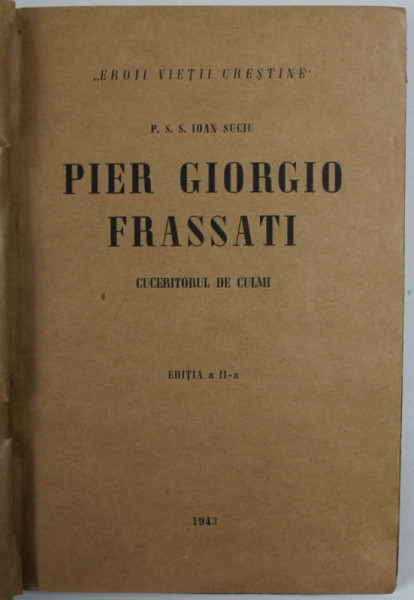 „EROII VIEȚII CREȘTINE”
P. S. S. IOAN SUCIU
PIER GIORGIO
FRASSATI
CUCERITORUL DE CULMI
EDIȚIA a II-a
1943